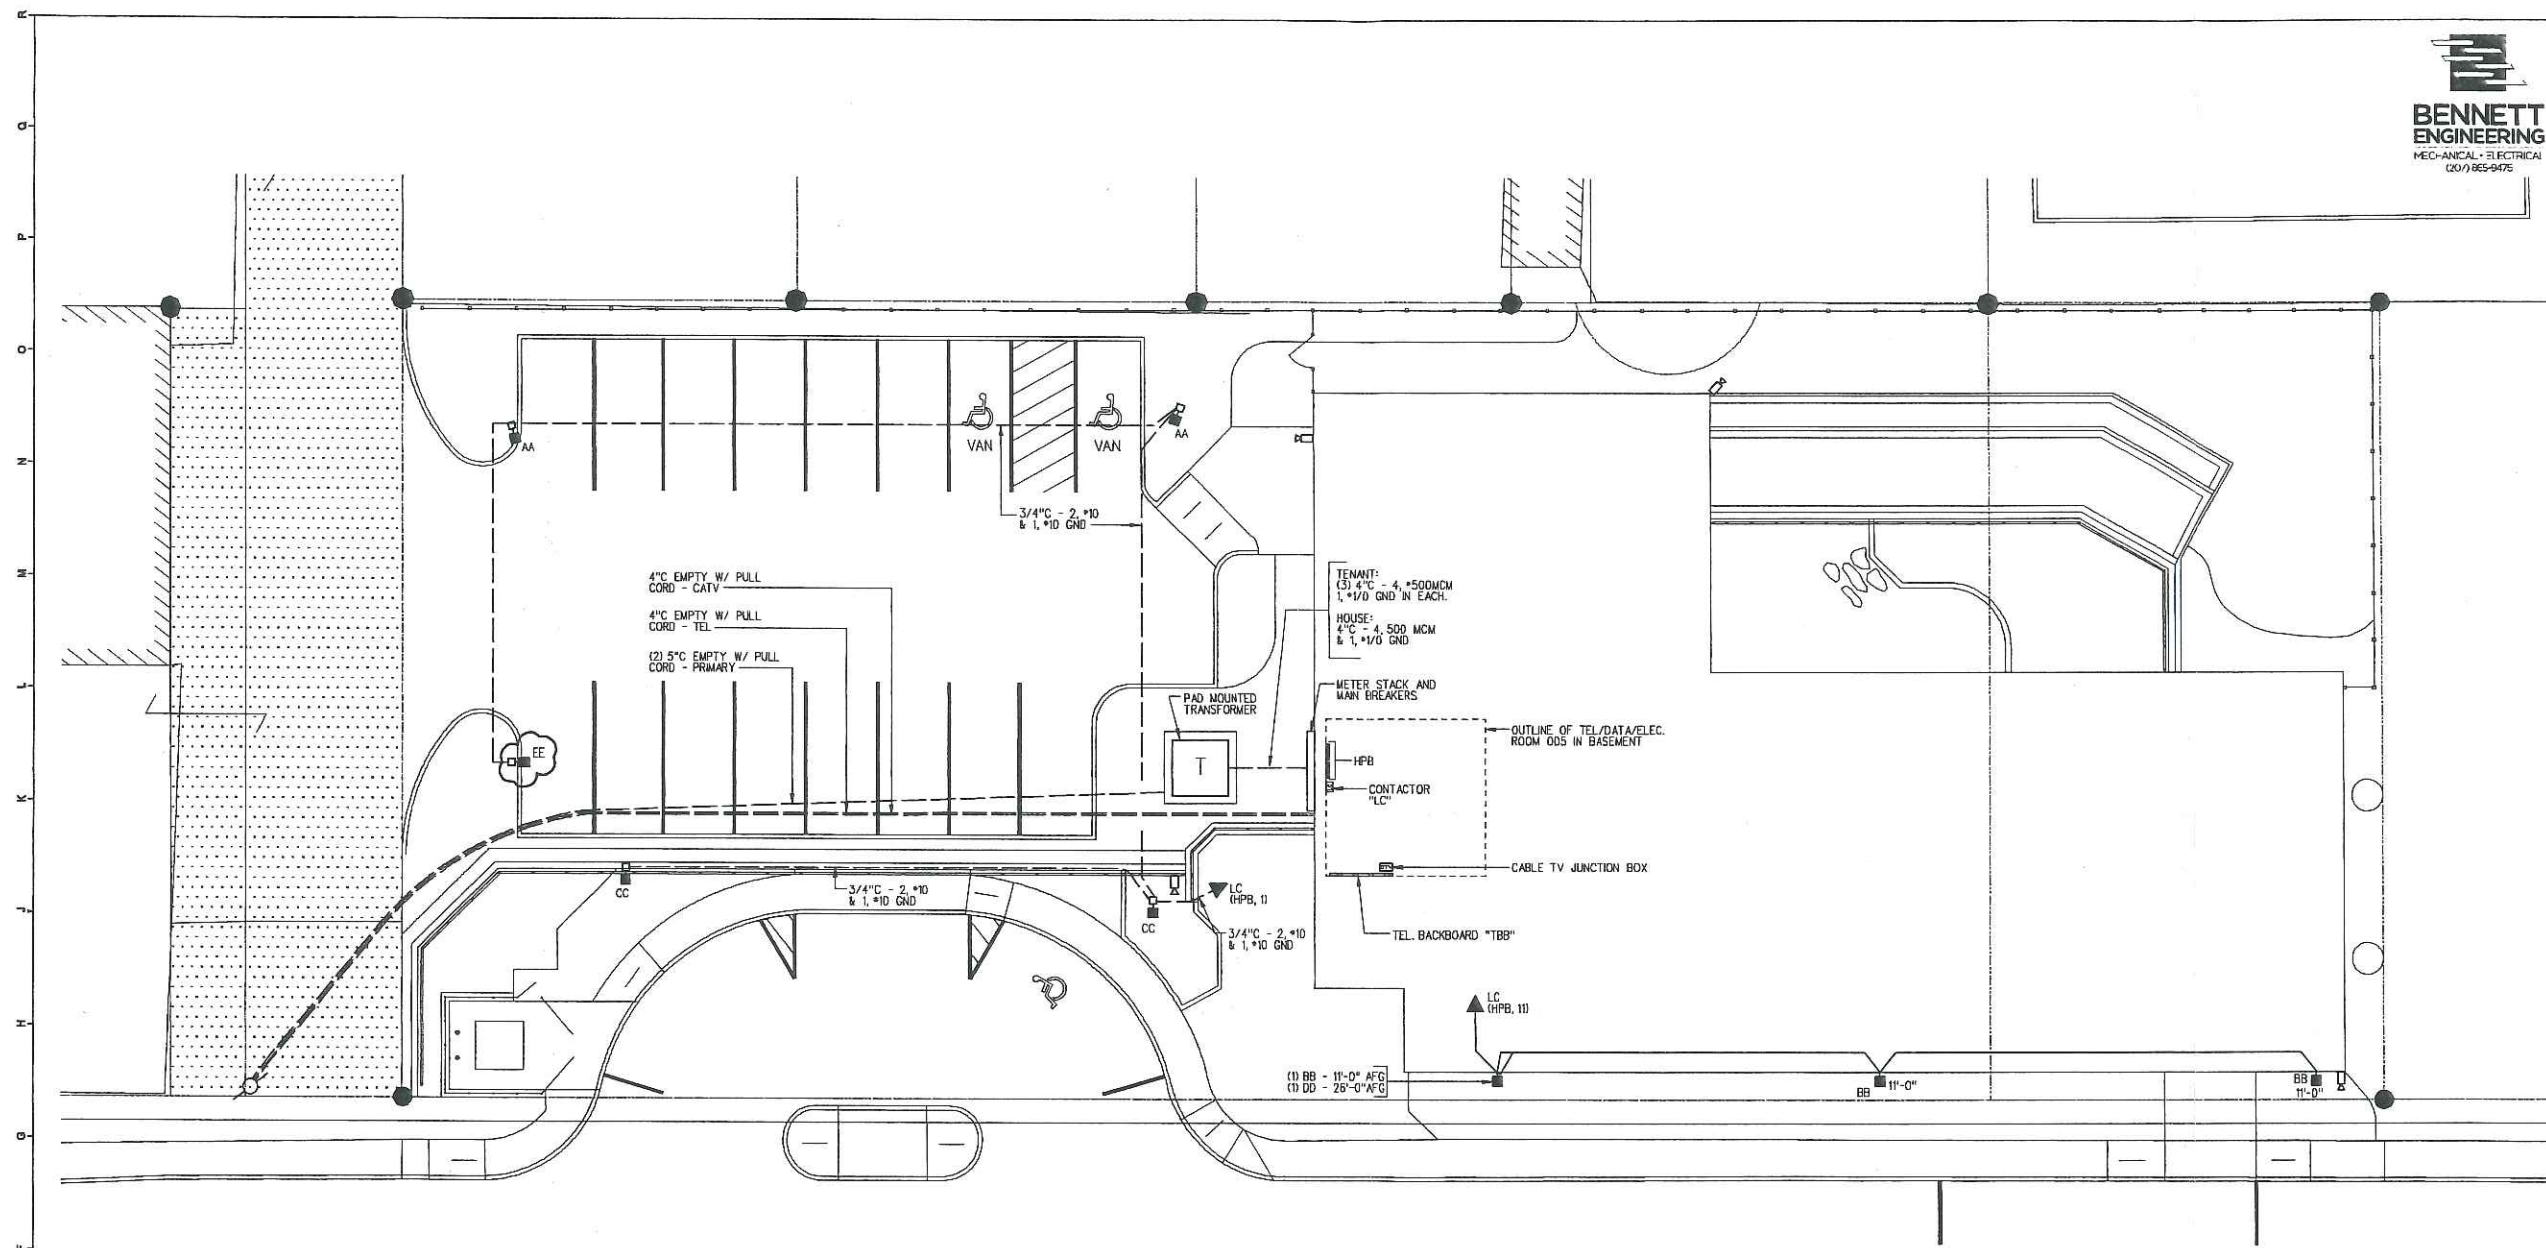 R
Q
P
O
N
M
L
K
J
H
G
BENNETT
ENGINEERING
MECHANICAL • ELECTRICAL
(207) 865-9475
AA
VAN
VAN
AA
3/4"C - 2, #10
& 1, #10 GND
4"C EMPTY W/ PULL
CORD - CATV
4"C EMPTY W/ PULL
CORD - TEL
(2) 5"C EMPTY W/ PULL
CORD - PRIMARY
TENANT:
(3) 4"C - 4, #500MCM
1, #1/0 GND IN EACH.
HOUSE:
4"C - 4, 500 MCM
& 1, #1/0 GND
METER STACK AND
MAIN BREAKERS
PAD MOUNTED
TRANSFORMER
T
EE
OUTLINE OF TEL/DATA/ELEC.
ROOM 005 IN BASEMENT
HPB
CONTACTOR
"LC"
CABLE TV JUNCTION BOX
CC
3/4"C - 2, #10
& 1, #10 GND
LC
(HPB, 1)
CC
3/4"C - 2, #10
& 1, #10 GND
TEL. BACKBOARD "TBB"
LC
(HPB, 11)
(1) BB - 11'-0" AFG
(1) DD - 26'-0"AFG
BB
11'-0"
BB
11'-0"